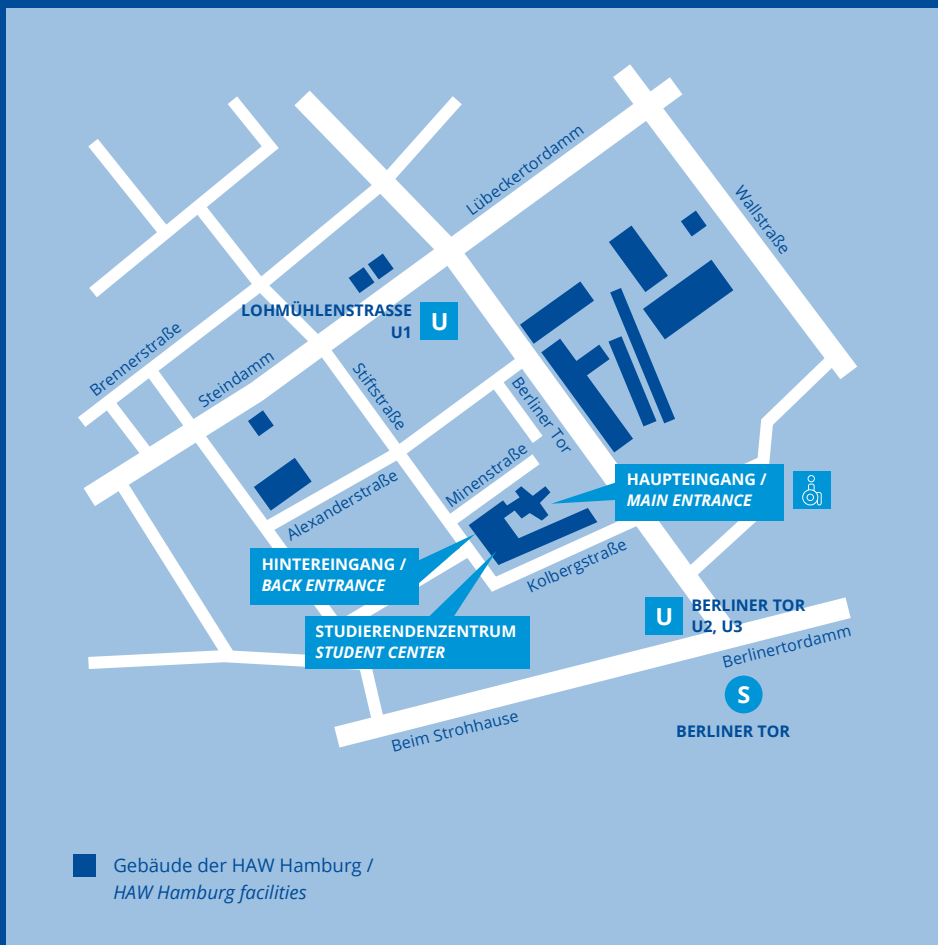 Lübeckertordamm
Wallstraße
LOHMÜHLENSTRASSE
U1
U
Brennerstraße
Steindamm
Stiftstraße
Berliner Tor
Minenstraße
Alexanderstraße
HAUPTEINGANG /
MAIN ENTRANCE
HINTEREINGANG /
BACK ENTRANCE
Kolbergstraße
STUDIERENDENZENTRUM
STUDENT CENTER
U
BERLINER TOR
U2, U3
Berlinertordamm
S
BERLINER TOR
Beim Strohhause
Gebäude der HAW Hamburg /
HAW Hamburg facilities